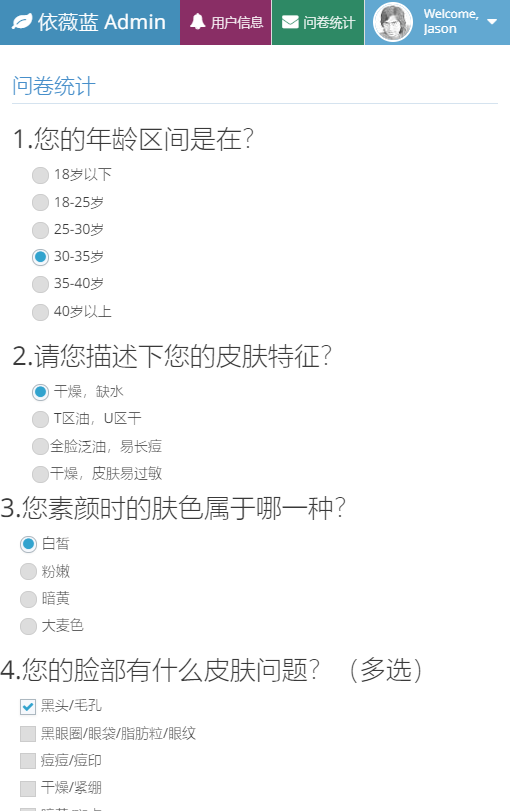 依薇蓝 Admin
用户信息
问卷统计
Welcome,
Jason
问卷统计
1.您的年龄区间是在?
18岁以下
18-25岁
25-30岁
30-35岁
35-40岁
40岁以上
2.请您描述下您的皮肤特征?
干燥，缺水
T区油，U区干
全脸泛油，易长痘
干燥，皮肤易过敏
3.您素颜时的肤色属于哪一种?
白皙
粉嫩
暗黄
大麦色
4.您的脸部有什么皮肤问题? （多选）
黑头/毛孔
黑眼圈/眼袋/脂肪粒/眼纹
痘痘/痘印
干燥/紧绷